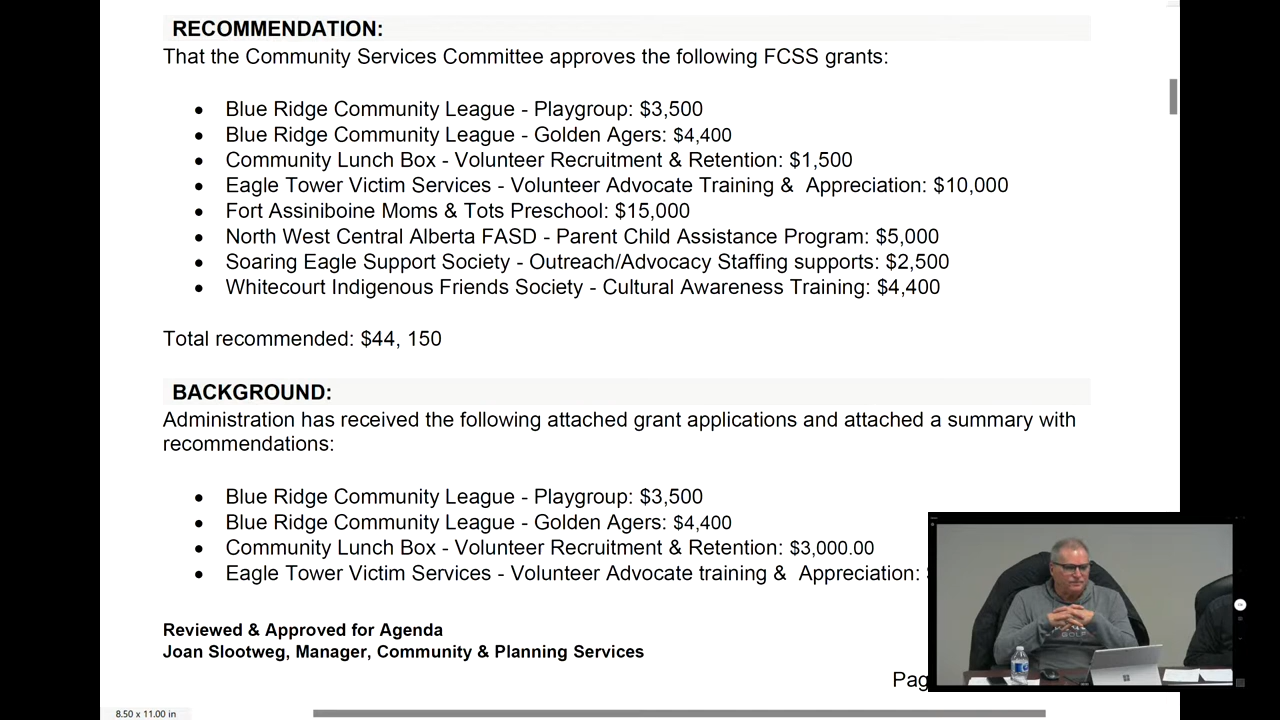 RECOMMENDATION:
That the Community Services Committee approves the following FCSS grants:
• Blue Ridge Community League - Playgroup: $3,500
• Blue Ridge Community League - Golden Agers: $4,400
• Community Lunch Box - Volunteer Recruitment & Retention: $1,500
• Eagle Tower Victim Services - Volunteer Advocate Training & Appreciation: $10,000
• Fort Assiniboine Moms & Tots Preschool: $15,000
• North West Central Alberta FASD - Parent Child Assistance Program: $5,000
• Soaring Eagle Support Society - Outreach/Advocacy Staffing supports: $2,500
• Whitecourt Indigenous Friends Society - Cultural Awareness Training: $4,400
Total recommended: $44, 150
BACKGROUND:
Administration has received the following attached grant applications and attached a summary with
recommendations:
• Blue Ridge Community League - Playgroup: $3,500
• Blue Ridge Community League - Golden Agers: $4,400
• Community Lunch Box - Volunteer Recruitment & Retention: $3,000.00
• Eagle Tower Victim Services - Volunteer Advocate training & Appreciation:
Reviewed & Approved for Agenda
Joan Slootweg, Manager, Community & Planning Services
Pag
GOLF
8.50 x 11.00 in